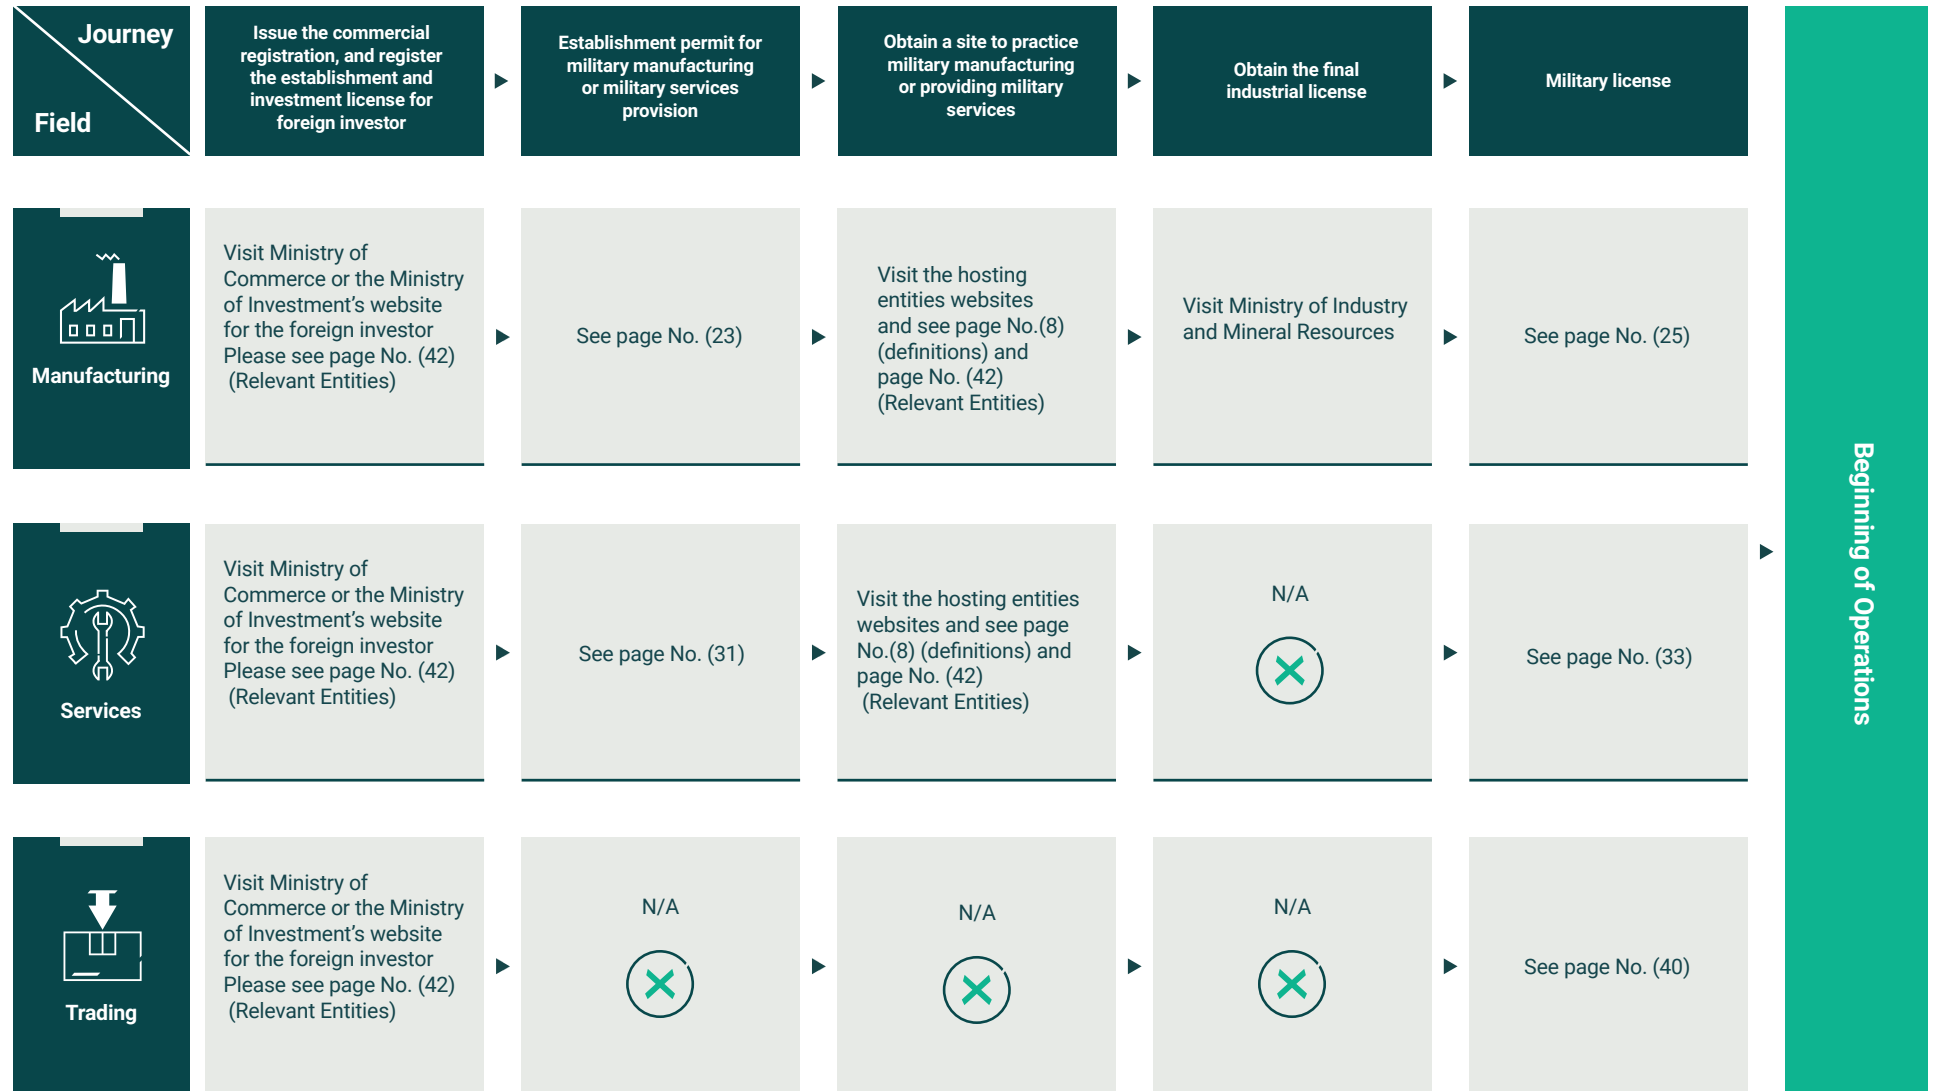 Journey
Field
Issue the commercial
registration, and register
the establishment and
investment license for
foreign investor
Establishment permit for
military manufacturing
or military services
provision
Obtain a site to practice
military manufacturing
or providing military
services
Obtain the final
industrial license
Military license
Manufacturing
Visit Ministry of
Commerce or the Ministry
of Investment's website
for the foreign investor
Please see page No. (42)
(Relevant Entities)
See page No. (23)
Visit the hosting
entities websites
and see page No.(8)
(definitions) and
page No. (42)
(Relevant Entities)
Visit Ministry of Industry
and Mineral Resources
See page No. (25)
Services
Visit Ministry of
Commerce or the Ministry
of Investment's website
for the foreign investor
Please see page No. (42)
(Relevant Entities)
See page No. (31)
Visit the hosting entities
websites and see page
No.(8) (definitions) and
page No. (42)
(Relevant Entities)
N/A
See page No. (33)
Trading
Visit Ministry of
Commerce or the Ministry
of Investment's website
for the foreign investor
Please see page No. (42)
(Relevant Entities)
N/A
N/A
N/A
See page No. (40)
Beginning of Operations